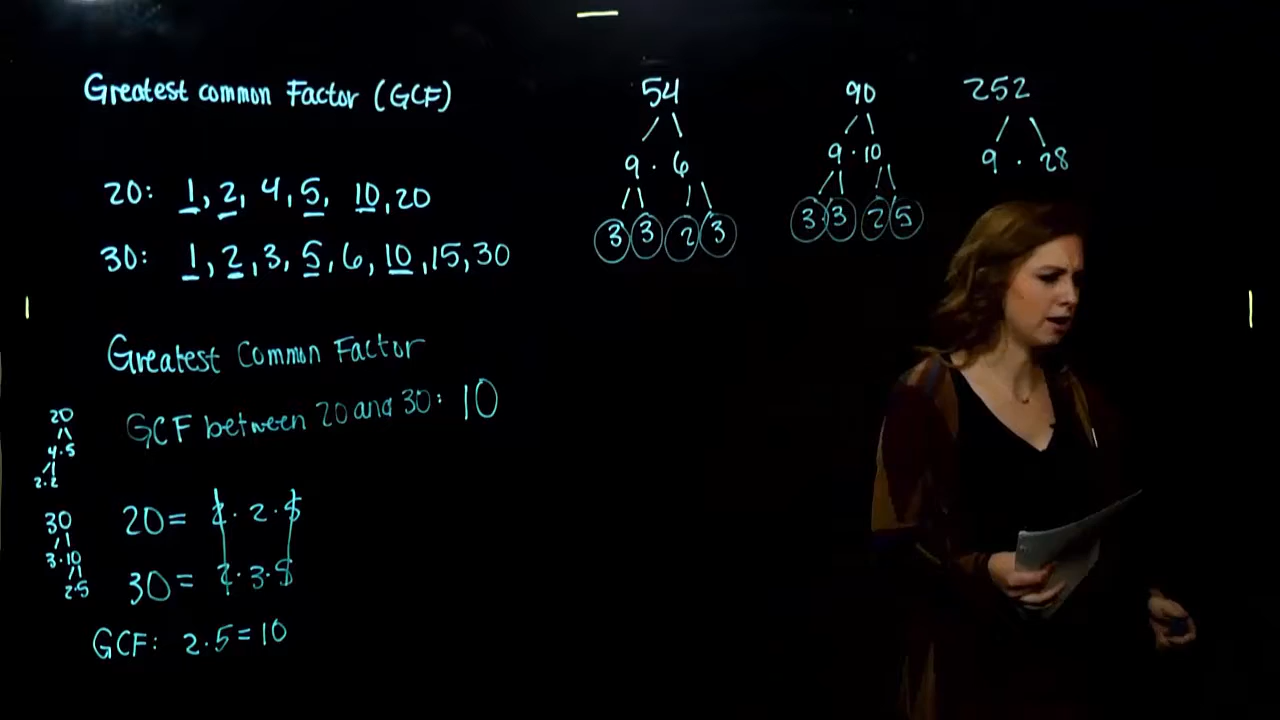 Greatest common Factor (GCF)
20: 1, 2, 4, 5, 10, 20
30: 1, 2, 3, 5, 6, 10, 15, 30
Greatest Common Factor
GCF between 20 and 30: 10
20
4·5
2·2
30
3·10
2·5
20 = 2·2·5
30 = 2·3·5
GCF: 2·5=10
54
9·6
3 3 2 3
90
9·10
3·3 2 5
252
9·28